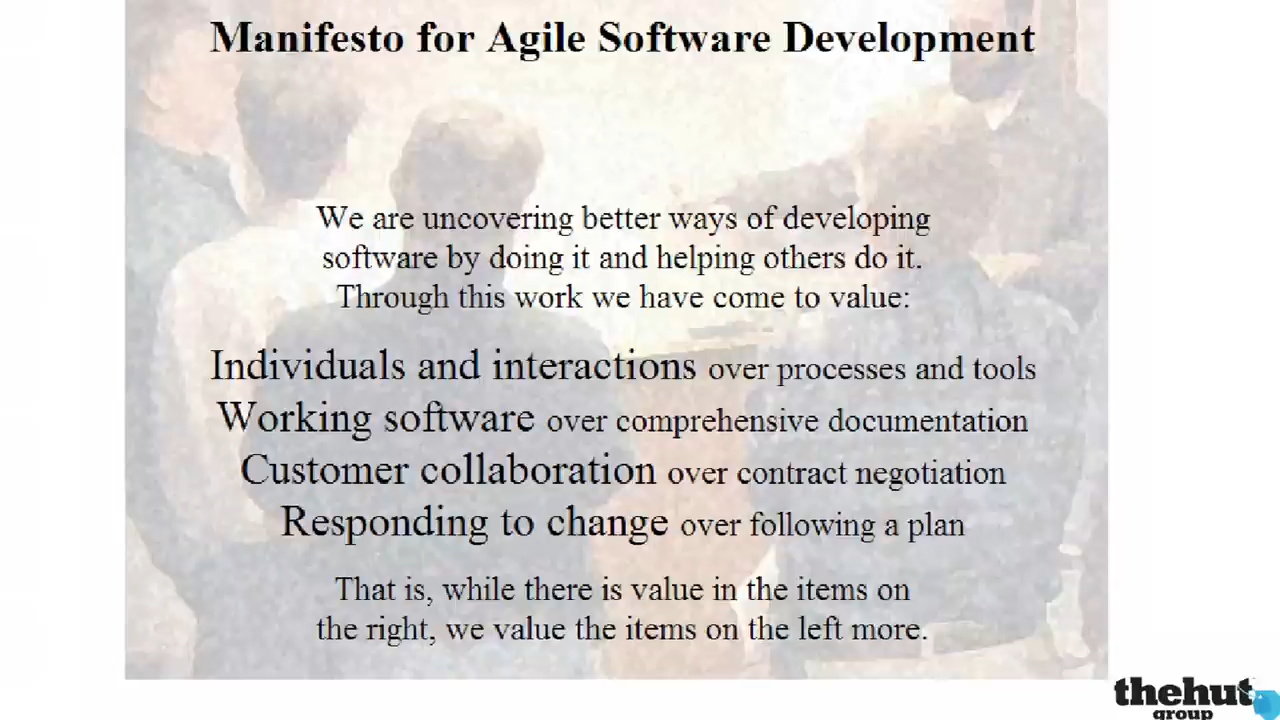 Manifesto for Agile Software Development
We are uncovering better ways of developing
software by doing it and helping others do it.
Through this work we have come to value:
Individuals and interactions over processes and tools
Working software over comprehensive documentation
Customer collaboration over contract negotiation
Responding to change over following a plan
That is, while there is value in the items on
the right, we value the items on the left more.
thehut
group